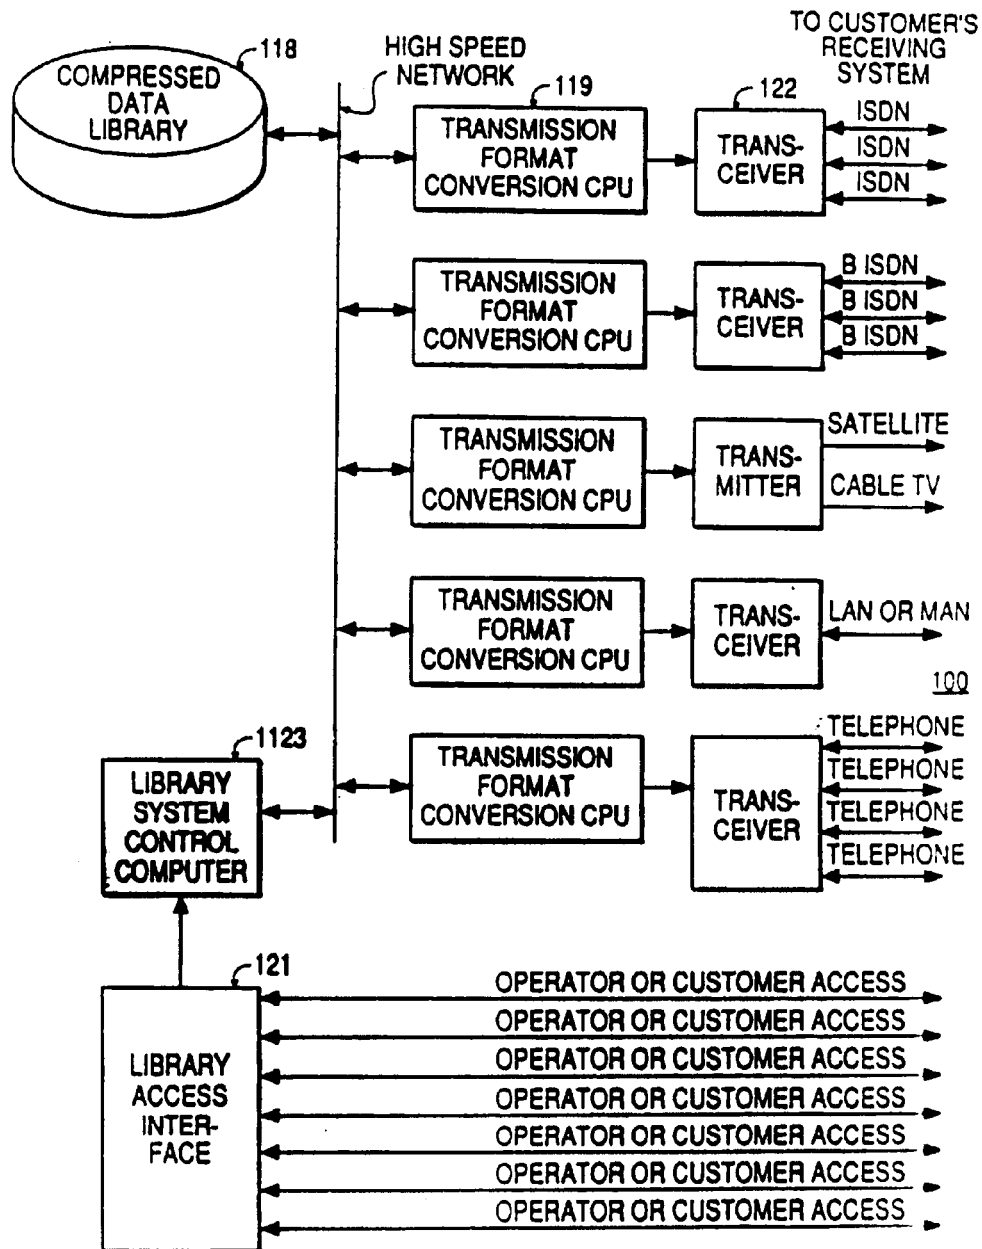 118
COMPRESSED
DATA
LIBRARY
HIGH SPEED
NETWORK
TO CUSTOMER'S
RECEIVING
SYSTEM
119
TRANSMISSION
FORMAT
CONVERSION CPU
122
TRANS-
CEIVER
ISDN
ISDN
ISDN
TRANSMISSION
FORMAT
CONVERSION CPU
TRANS-
CEIVER
B ISDN
B ISDN
B ISDN
TRANSMISSION
FORMAT
CONVERSION CPU
TRANS-
MITTER
SATELLITE
CABLE TV
TRANSMISSION
FORMAT
CONVERSION CPU
TRANS-
CEIVER
LAN OR MAN
100
TRANSMISSION
FORMAT
CONVERSION CPU
TRANS-
CEIVER
TELEPHONE
TELEPHONE
TELEPHONE
TELEPHONE
1123
LIBRARY
SYSTEM
CONTROL
COMPUTER
121
LIBRARY
ACCESS
INTER-
FACE
OPERATOR OR CUSTOMER ACCESS
OPERATOR OR CUSTOMER ACCESS
OPERATOR OR CUSTOMER ACCESS
OPERATOR OR CUSTOMER ACCESS
OPERATOR OR CUSTOMER ACCESS
OPERATOR OR CUSTOMER ACCESS
OPERATOR OR CUSTOMER ACCESS